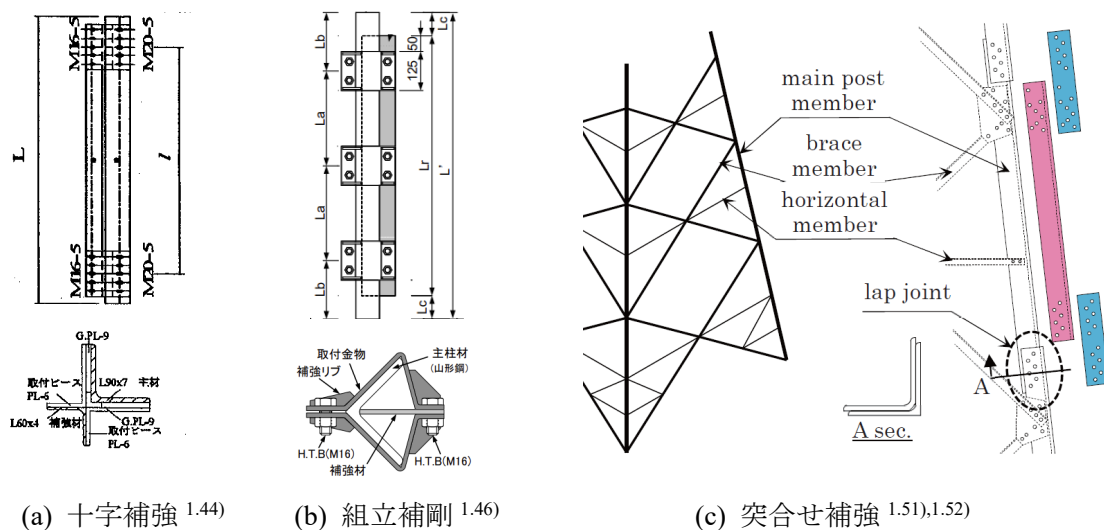 M16-5
M20-5
L
l
M16-5
M20-5
G.PL-9
取付ピース
PL-6
L90x7 主材
L60x4
補強材
G.PL-9
取付ピース
PL-6
(a) 十字補強 1.44)
Lb
La
La
Lb
Lc
50
125
Lr
L'
Lc
取付金物
補強リブ
主柱材
(山形鋼)
H.T.B(M16)
補強材
H.T.B(M16)
(b) 組立補剛 1.46)
main post
member
brace
member
horizontal
member
lap joint
A
A sec.
(c) 突合せ補強 1.51),1.52)